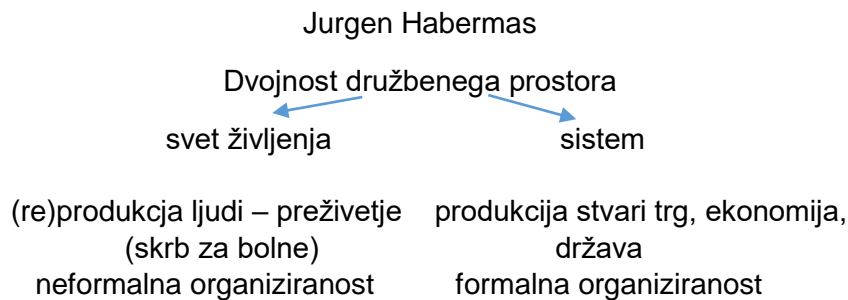 Jurgen Habermas
Dvojnost družbenega prostora
svet življenja sistem
(re)produkcja ljudi – preživetje produkcija stvari trg, ekonomija,
(skrb za bolne) država
neformalna organiziranost formalna organiziranost